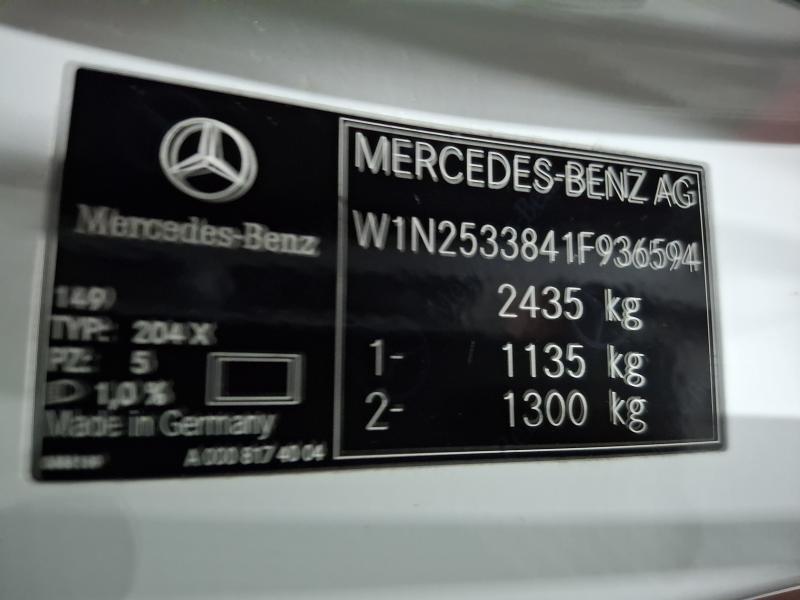 Mercedes-Benz
149
TYP: 204 X
PZ: 5
D 1,0 %
Made in Germany
A 000 817 40 04
MERCEDES-BENZ AG
W1N2533841F936594
2435 kg
1- 1135 kg
2- 1300 kg